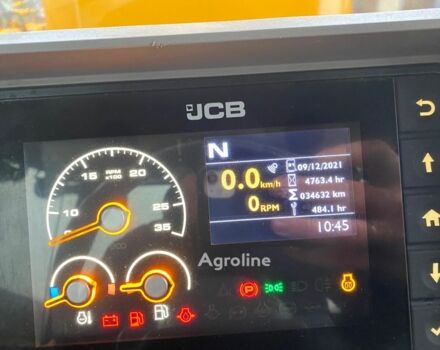 JCB
N
09/12/2021
0.0 km/h
4763.4 hr
034632 km
0 RPM
484.1 hr
10:45
RPM
x100
15
20
10
25
35
Agroline
P